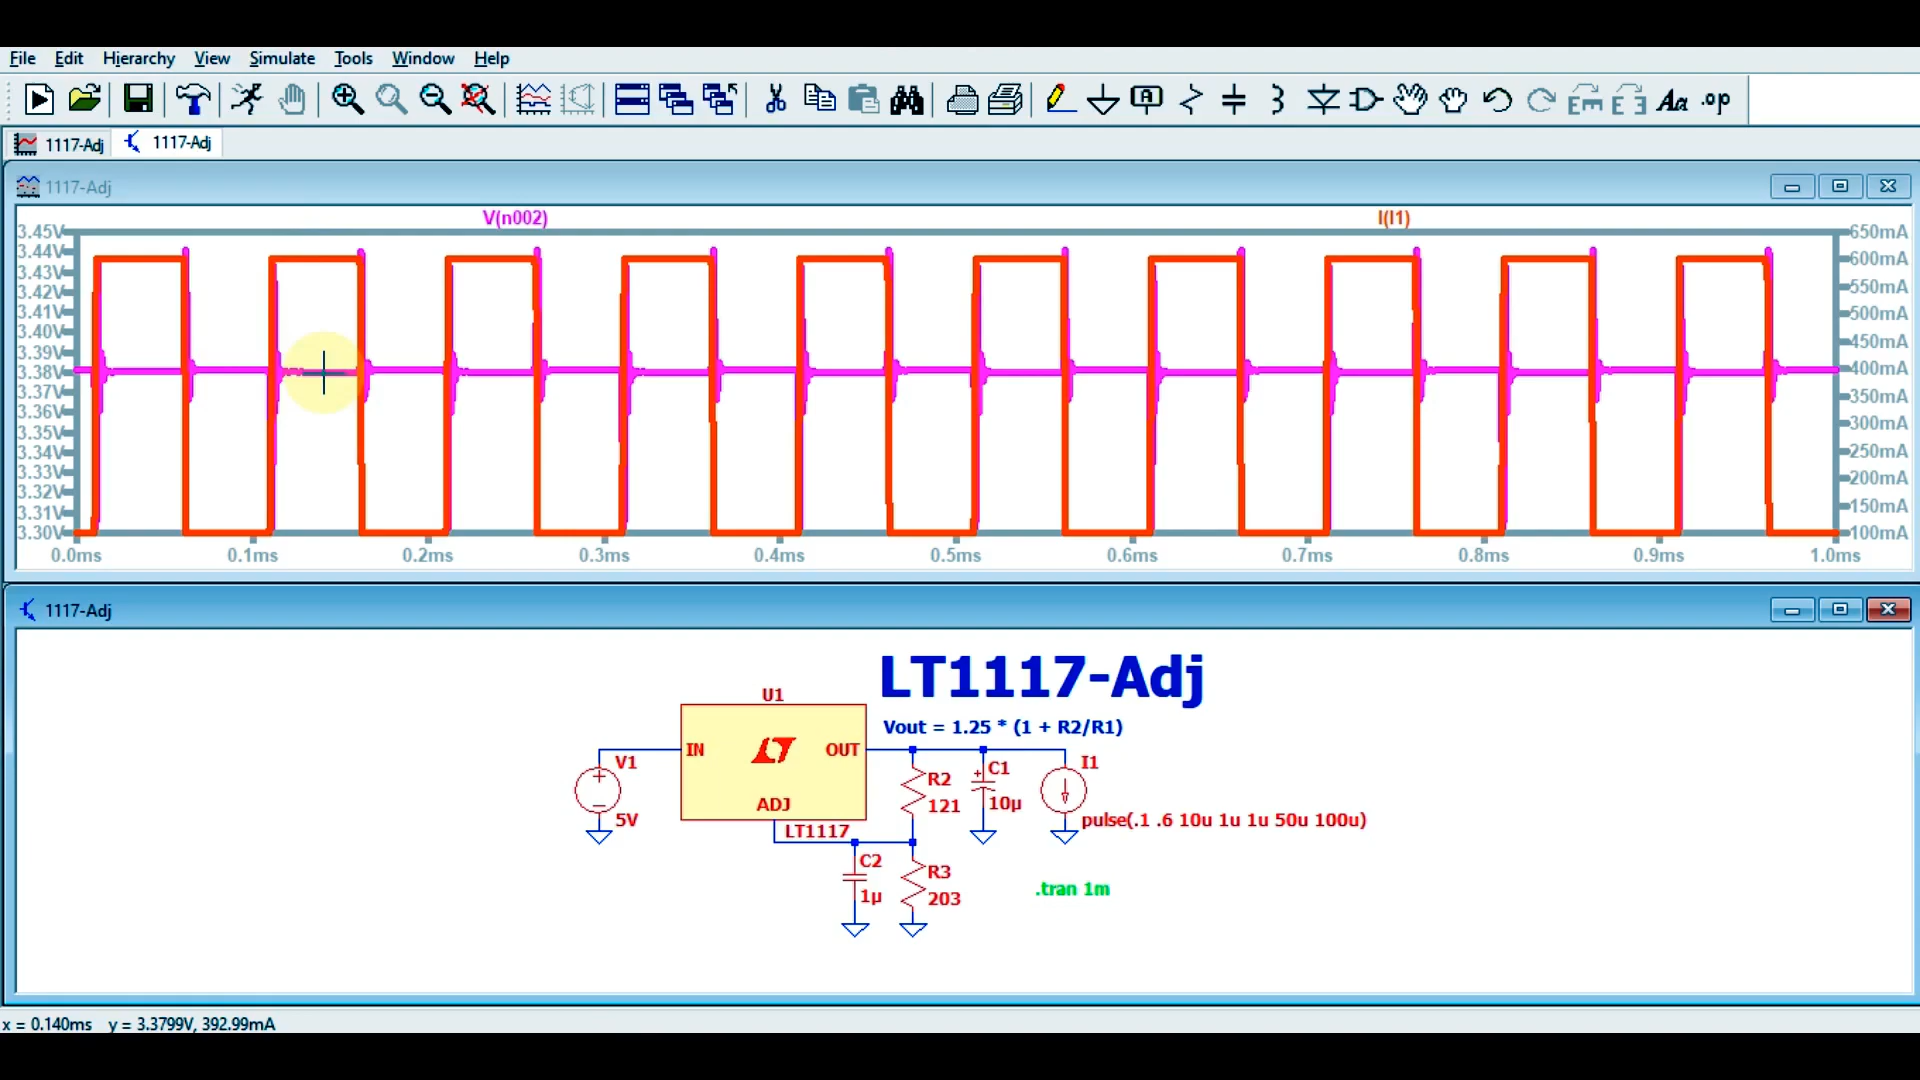 File Edit Hierarchy View Simulate Tools Window Help
A Aa .op
1117-Adj 1117-Adj
1117-Adj
V(n002) I(I1)
3.45V 650mA
3.44V 600mA
3.43V 550mA
3.42V 500mA
3.41V 450mA
3.40V 400mA
3.39V 350mA
3.38V 300mA
3.37V 250mA
3.36V 200mA
3.35V 150mA
3.34V 100mA
3.33V
3.32V
3.31V
3.30V
0.0ms 0.1ms 0.2ms 0.3ms 0.4ms 0.5ms 0.6ms 0.7ms 0.8ms 0.9ms 1.0ms
1117-Adj
LT1117-Adj
Vout = 1.25 * (1 + R2/R1)
U1
IN OUT
ADJ
LT1117
V1
5V
R2
121
C1
10µ
I1
pulse(.1 .6 10u 1u 1u 50u 100u)
C2
1µ
R3
203
.tran 1m
x = 0.140ms y = 3.3799V, 392.99mA